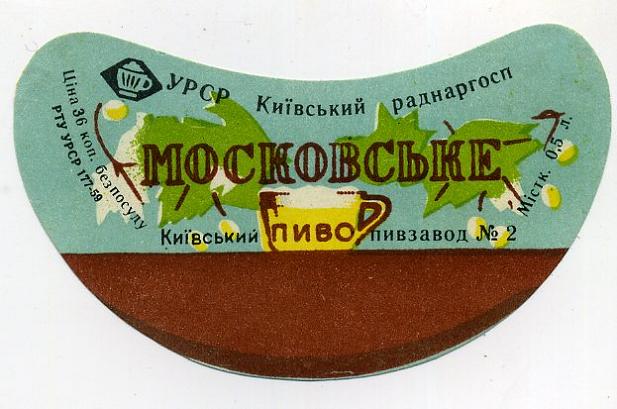 УРСР Київський раднаргосп
Ціна 36 коп. без посуду
РТУ УРСР 177-59
МОСКОВСЬКЕ
Містк. 0,5 л.
ПИВО
Київський пивзавод № 2